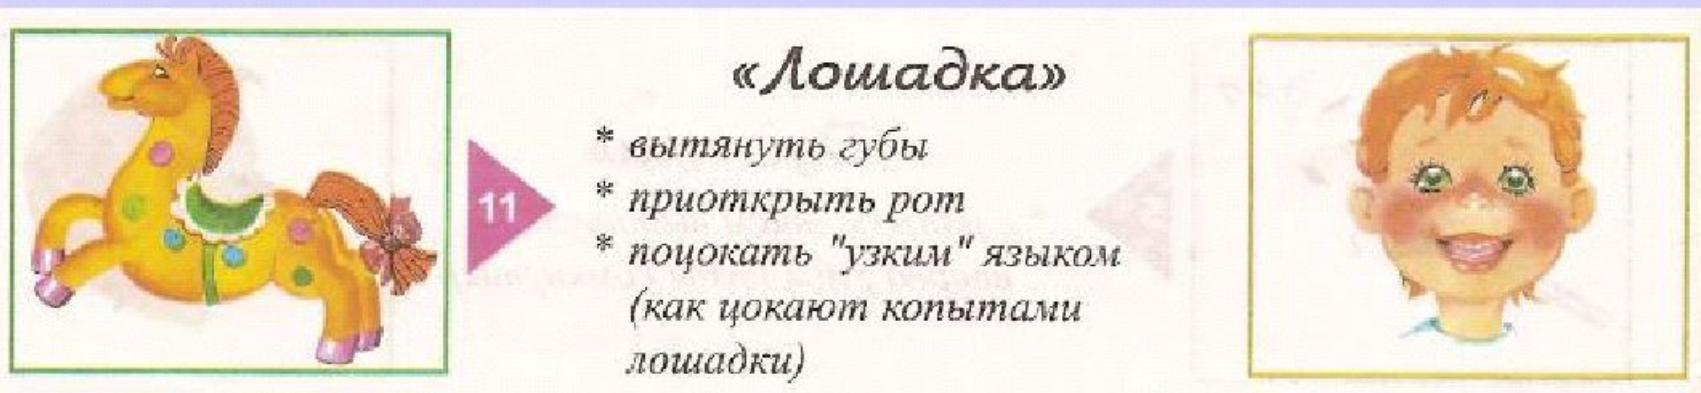 «Лошадка»
11
* вытянуть губы
* приоткрыть рот
* поцокать "узким" языком
(как цокают копытами
лошадки)